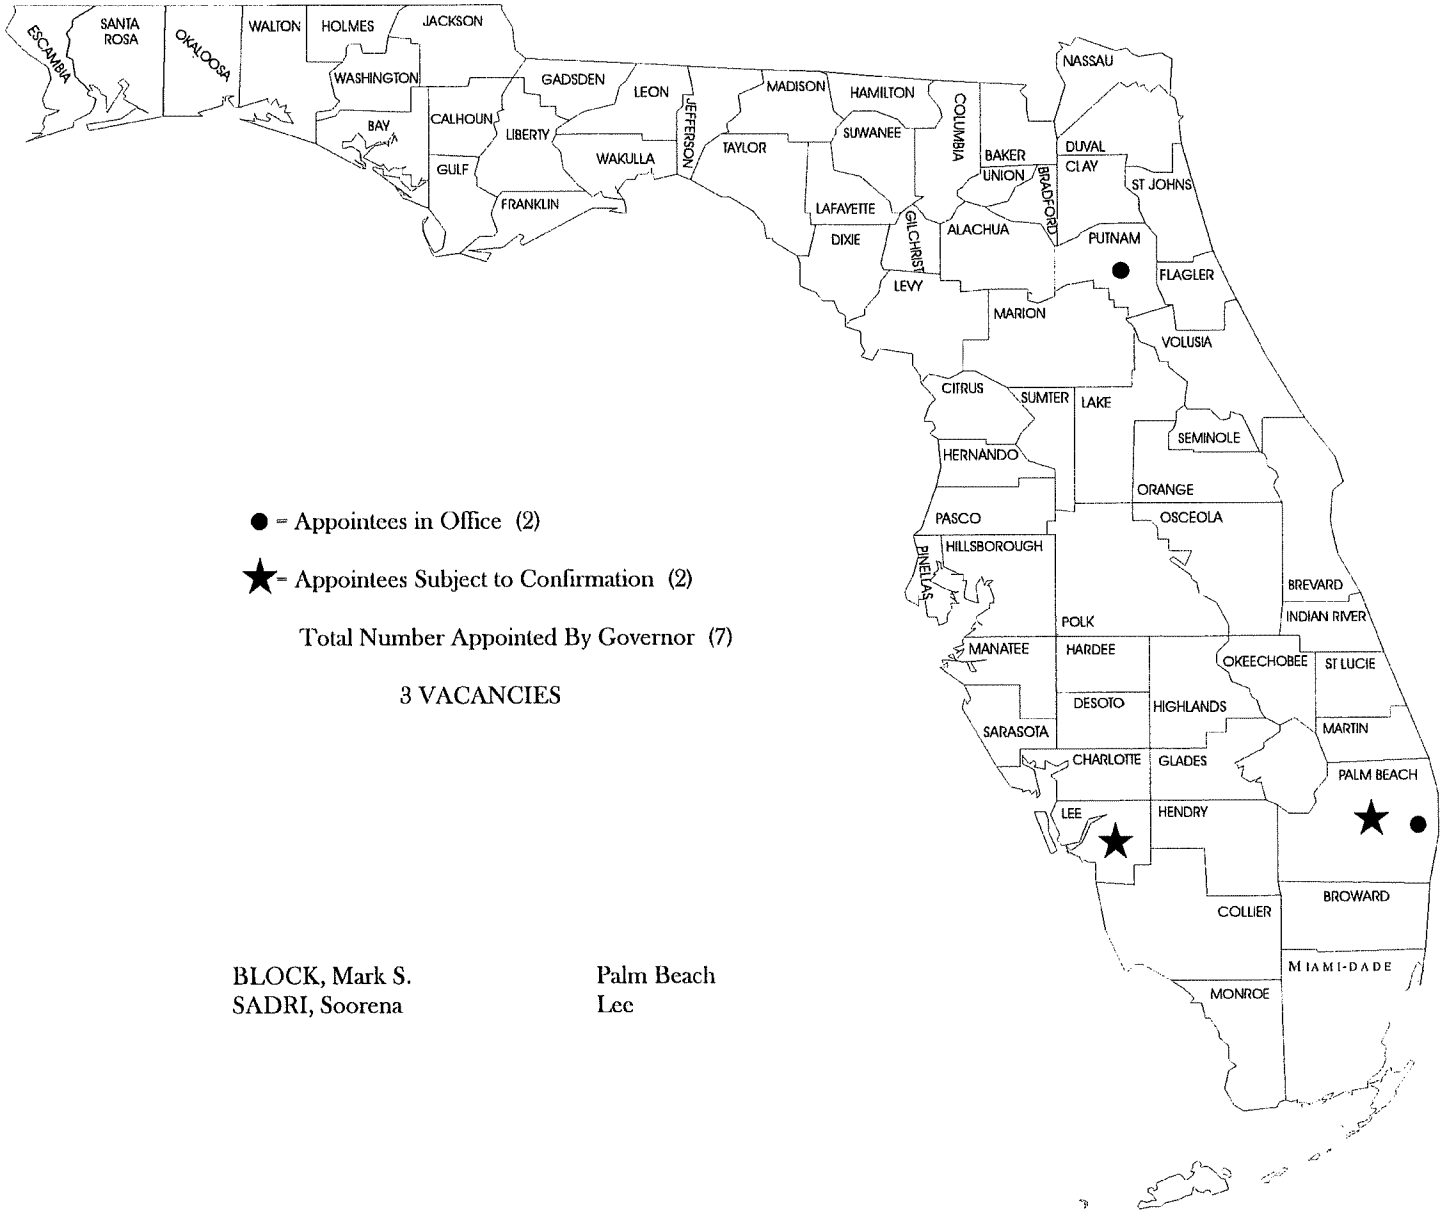 ESCAMBIA
SANTA
ROSA
OKALOOSA
WALTON
HOLMES
JACKSON
WASHINGTON
BAY
CALHOUN
GULF
GADSDEN
LIBERTY
FRANKLIN
LEON
WAKULLA
JEFFERSON
MADISON
TAYLOR
HAMILTON
SUWANEE
LAFAYETTE
DIXIE
COLUMBIA
GILCHRIST
LEVY
BAKER
UNION
BRADFORD
ALACHUA
NASSAU
DUVAL
CLAY
ST JOHNS
PUTNAM
FLAGLER
MARION
VOLUSIA
CITRUS
SUMTER
LAKE
SEMINOLE
HERNANDO
ORANGE
PASCO
OSCEOLA
HILLSBOROUGH
PINELLAS
BREVARD
INDIAN RIVER
POLK
MANATEE
HARDEE
OKEECHOBEE
ST LUCIE
DESOTO
HIGHLANDS
SARASOTA
MARTIN
CHARLOTTE
GLADES
PALM BEACH
LEE
HENDRY
BROWARD
COLLIER
MIAMI-DADE
MONROE
● = Appointees in Office (2)
★ = Appointees Subject to Confirmation (2)
Total Number Appointed By Governor (7)
3 VACANCIES
BLOCK, Mark S. Palm Beach
SADRI, Soorena Lee